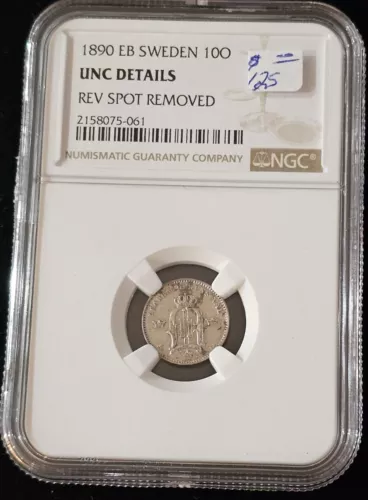 1890 EB SWEDEN 10O
UNC DETAILS
REV SPOT REMOVED
2158075-061
NUMISMATIC GUARANTY COMPANY
NGC®
$
125